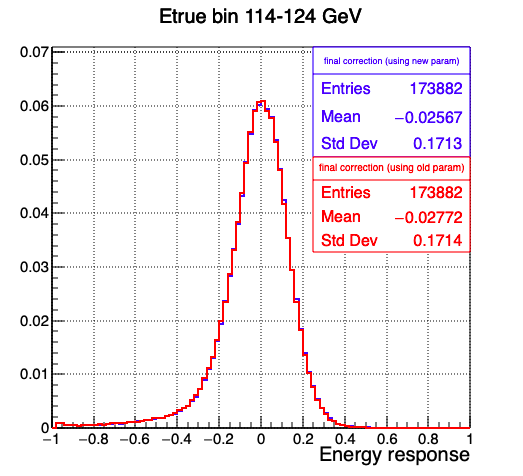 Etrue bin 114-124 GeV
0.07
0.06
0.05
0.04
0.03
0.02
0.01
0
final correction (using new param)
Entries 173882
Mean −0.02567
Std Dev 0.1713
final correction (using old param)
Entries 173882
Mean −0.02772
Std Dev 0.1714
−1 −0.8 −0.6 −0.4 −0.2 0 0.2 0.4 0.6 0.8 1
Energy response